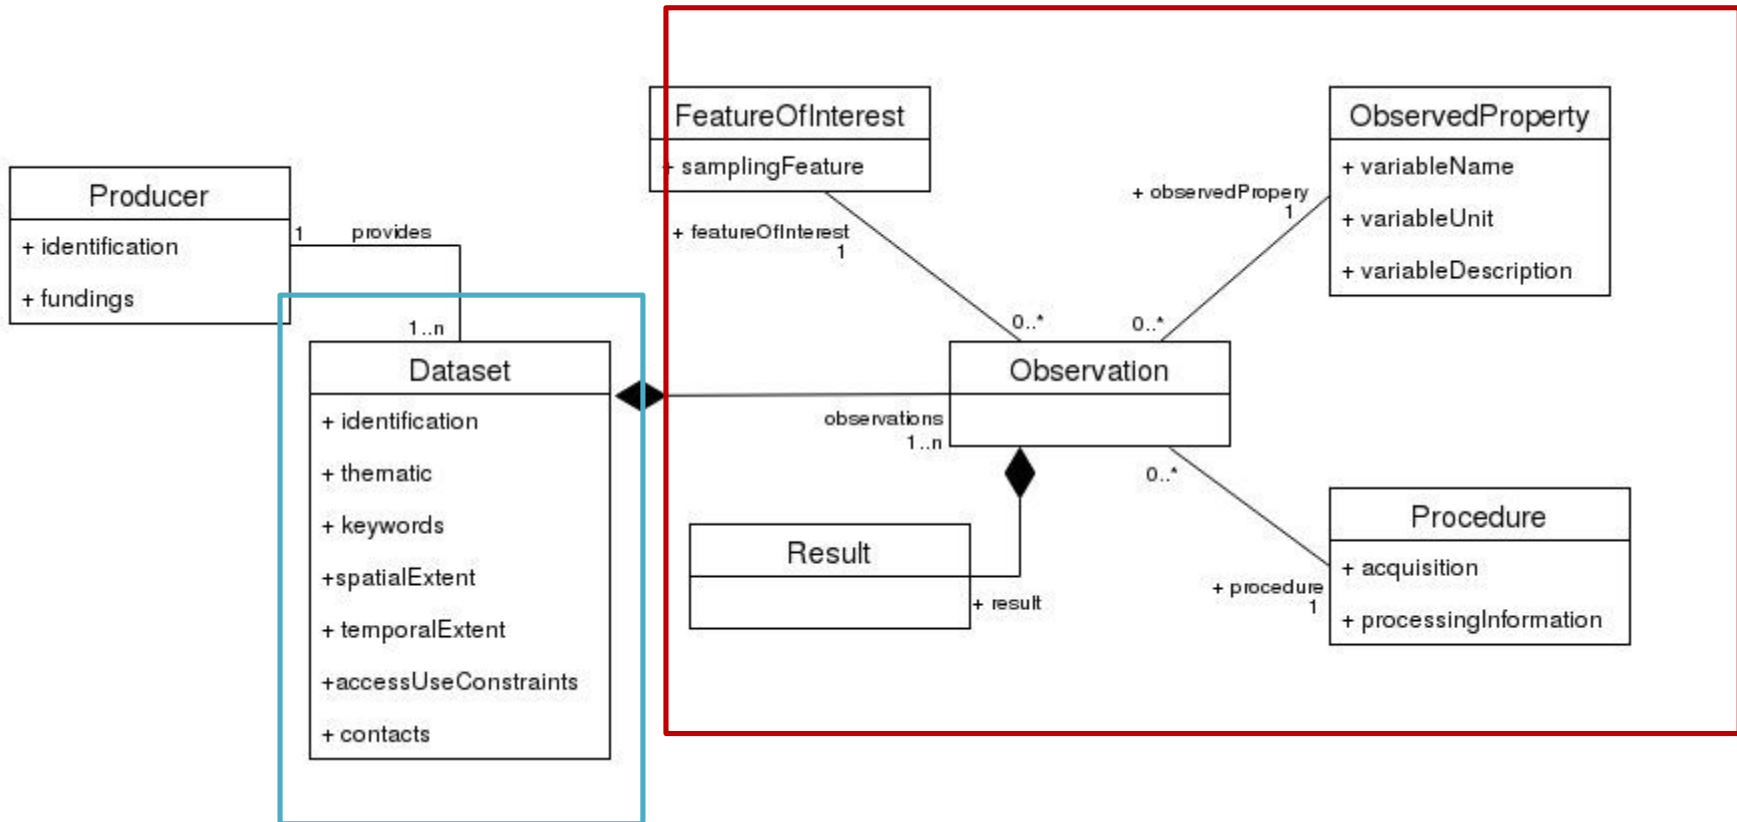 Producer
+ identification
+ fundings
1
provides
1..n
Dataset
+ identification
+ thematic
+ keywords
+spatialExtent
+ temporalExtent
+accessUseConstraints
+ contacts
FeatureOfInterest
+ samplingFeature
+ featureOfInterest
1
0..*
ObservedProperty
+ variableName
+ variableUnit
+ variableDescription
+ observedPropery
1
0..*
Observation
observations
1..n
0..*
Result
+ result
Procedure
+ acquisition
+ processingInformation
+ procedure
1